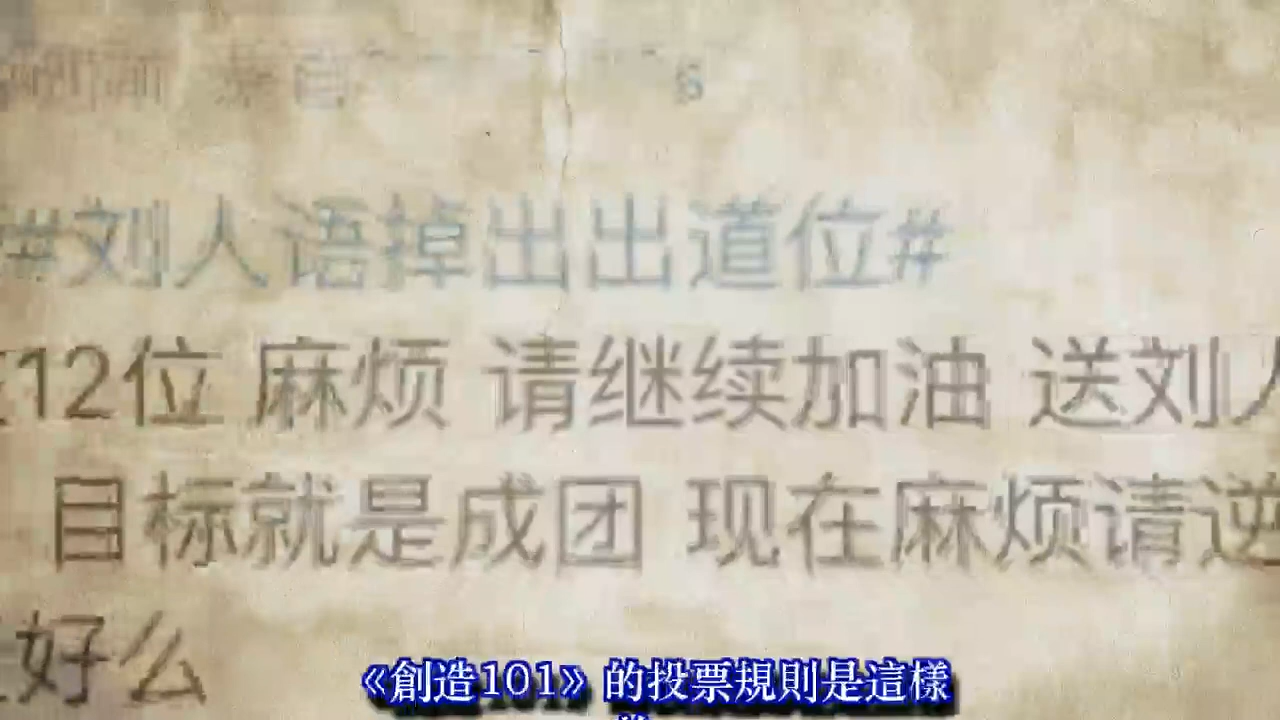 #刘人语掉出出道位#
12位 麻烦 请继续加油 送刘人
目标就是成团 现在麻烦请逆
好么
《創造101》的投票規則是這樣